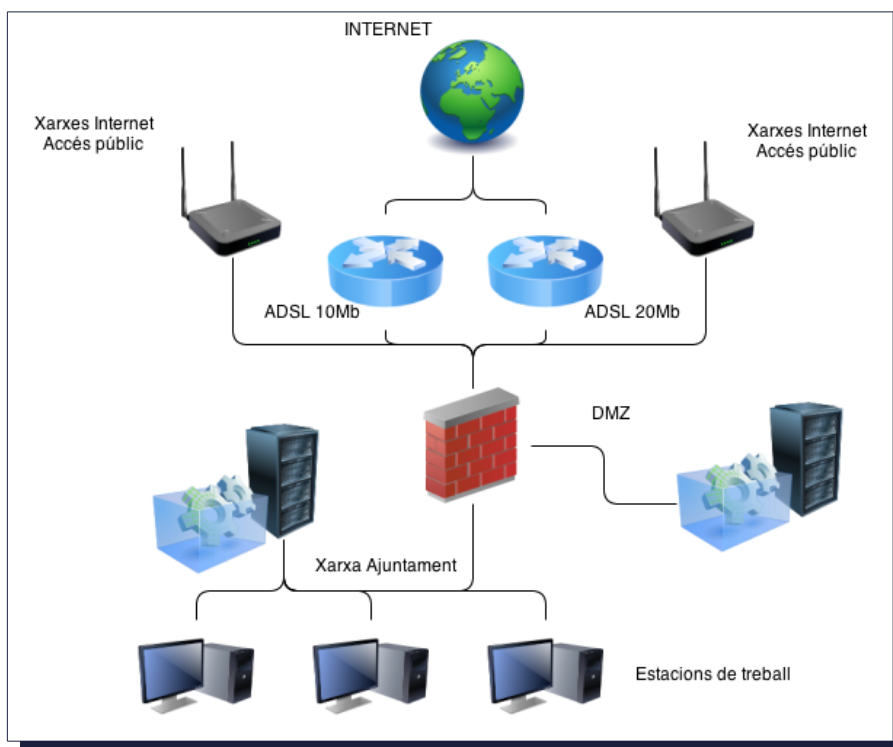 INTERNET
Xarxes Internet
Accés públic
Xarxes Internet
Accés públic
ADSL 10Mb
ADSL 20Mb
DMZ
Xarxa Ajuntament
Estacions de treball